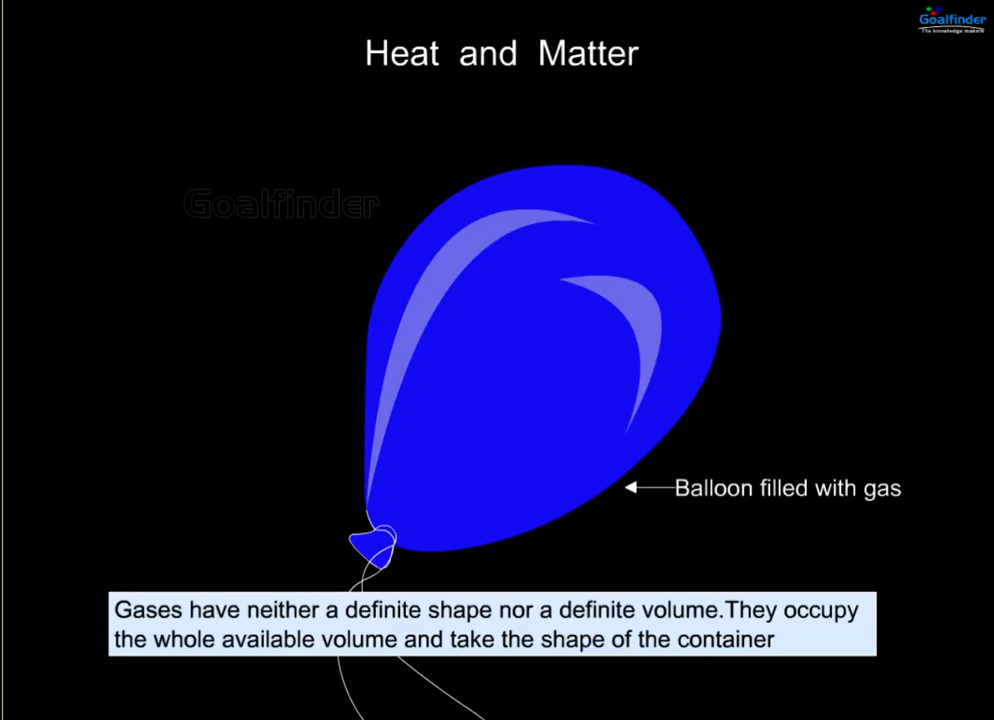 Goalfinder
The knowledge makers
Heat and Matter
Goalfinder
Balloon filled with gas
Gases have neither a definite shape nor a definite volume.They occupy
the whole available volume and take the shape of the container